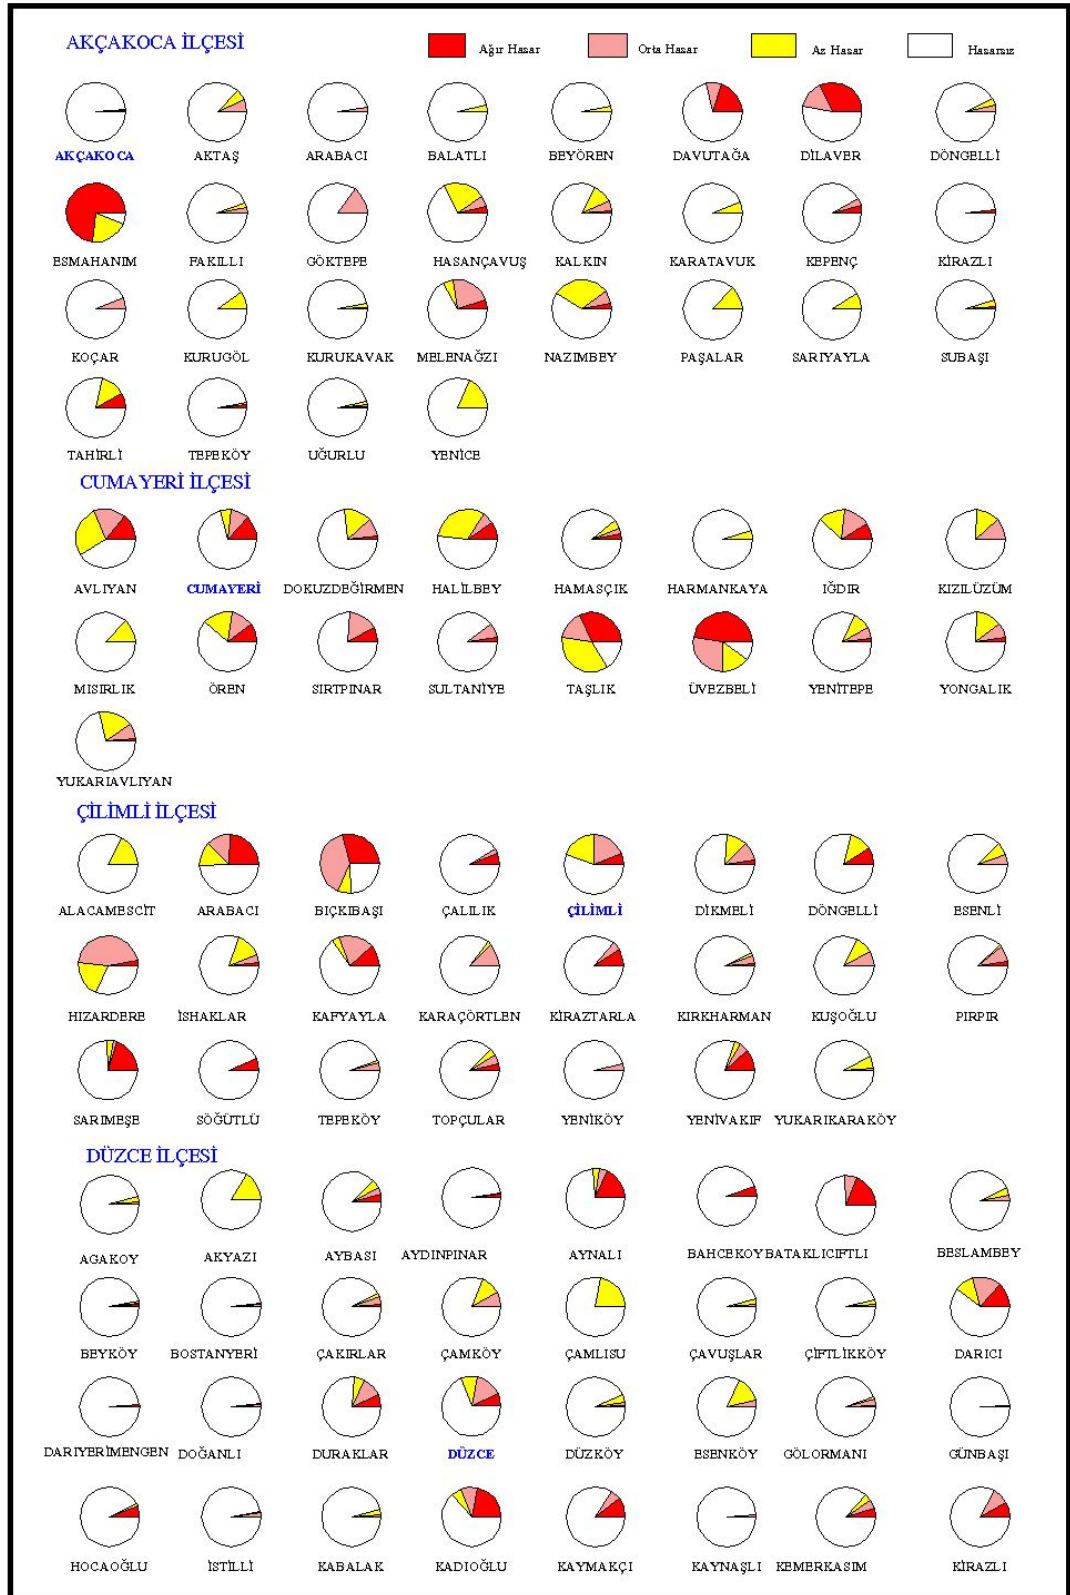 AKÇAKOCA İLÇESİ
Ağır Hasar Orta Hasar Az Hasar Hasarsız
AKÇAKOCA AKTAŞ ARABACI BALATLI BEYÖREN DAVUTAĞA DİLAVER DÖNGELLİ
ESMAHANIM FAKILLI GÖKTEPE HASANÇAVUŞ KALKIN KARATAVUK KEPENÇ KİRAZLI
KOÇAR KURUGÖL KURUKAVAK MELENAĞZI NAZIMBEY PAŞALAR SARIYAYLA SUBAŞI
TAHİRLİ TEPEKÖY UĞURLU YENİCE
CUMAYERİ İLÇESİ
AVLIYAN CUMAYERİ DOKUZDEĞİRMEN HALİLBEY HAMASÇIK HARMANKAYA IĞDIR KIZILÜZÜM
MISIRLIK ÖREN SIRTPINAR SULTANİYE TAŞLIK ÜVEZBELİ YENİTEPE YONGALIK
YUKARIAVLIYAN
ÇİLİMLİ İLÇESİ
ALACAMESCİT ARABACI BIÇKIBAŞI ÇALILIK ÇİLİMLİ DİKMELİ DÖNGELLİ ESENLİ
HIZARDERE İSHAKLAR KAFYAYLA KARAÇÖRTLEN KİRAZTARLA KIRKHARMAN KUŞOĞLU PIRPIR
SARIMEŞE SÖĞÜTLÜ TEPEKÖY TOPÇULAR YENİKÖY YENİVAKIF YUKARIKARAKÖY
DÜZCE İLÇESİ
AGAKOY AKYAZI AYBASI AYDINPINAR AYNALI BAHCEKOY BATAKLICIFTLI BESLAMBEY
BEYKÖY BOSTANYERİ ÇAKIRLAR ÇAMKÖY ÇAMLISU ÇAVUŞLAR ÇİFTLİKKÖY DARICI
DARIYERİMENGEN DOĞANLI DURAKLAR DÜZCE DÜZKÖY ESENKÖY GÖLORMANI GÜNBAŞI
HOCAOĞLU İSTİLLİ KABALAK KADIOĞLU KAYMAKÇI KAYNAŞLI KEMERKASIM KİRAZLI